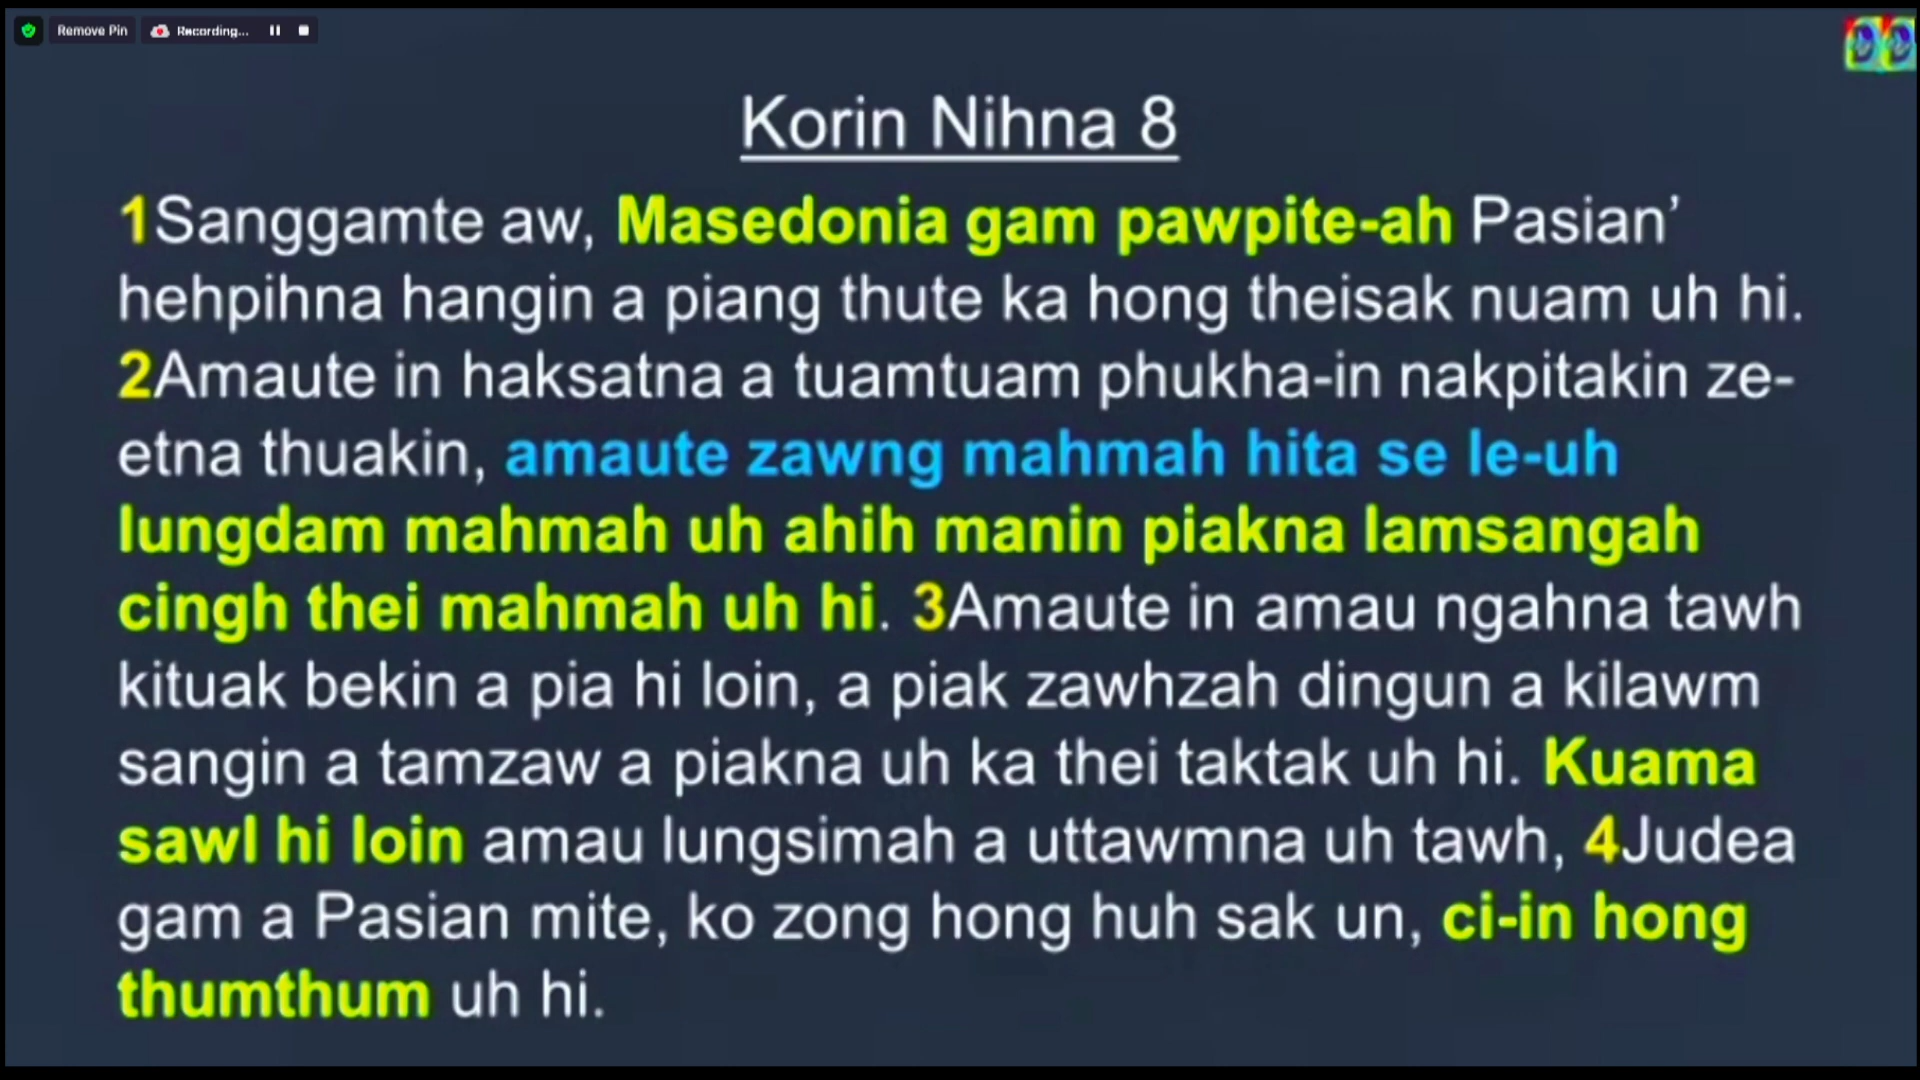 Remove Pin Recording...
Korin Nihna 8
1Sanggamte aw, Masedonia gam pawpite-ah Pasian’
hehpihna hangin a piang thute ka hong theisak nuam uh hi.
2Amaute in haksatna a tuamtuam phukha-in nakpitakin ze-
etna thuakin, amaute zawng mahmah hita se le-uh
lungdam mahmah uh ahih manin piakna lamsangah
cingh thei mahmah uh hi. 3Amaute in amau ngahna tawh
kituak bekin a pia hi loin, a piak zawhzah dingun a kilawm
sangin a tamzaw a piakna uh ka thei taktak uh hi. Kuama
sawl hi loin amau lungsimah a uttawmna uh tawh, 4Judea
gam a Pasian mite, ko zong hong huh sak un, ci-in hong
thumthum uh hi.